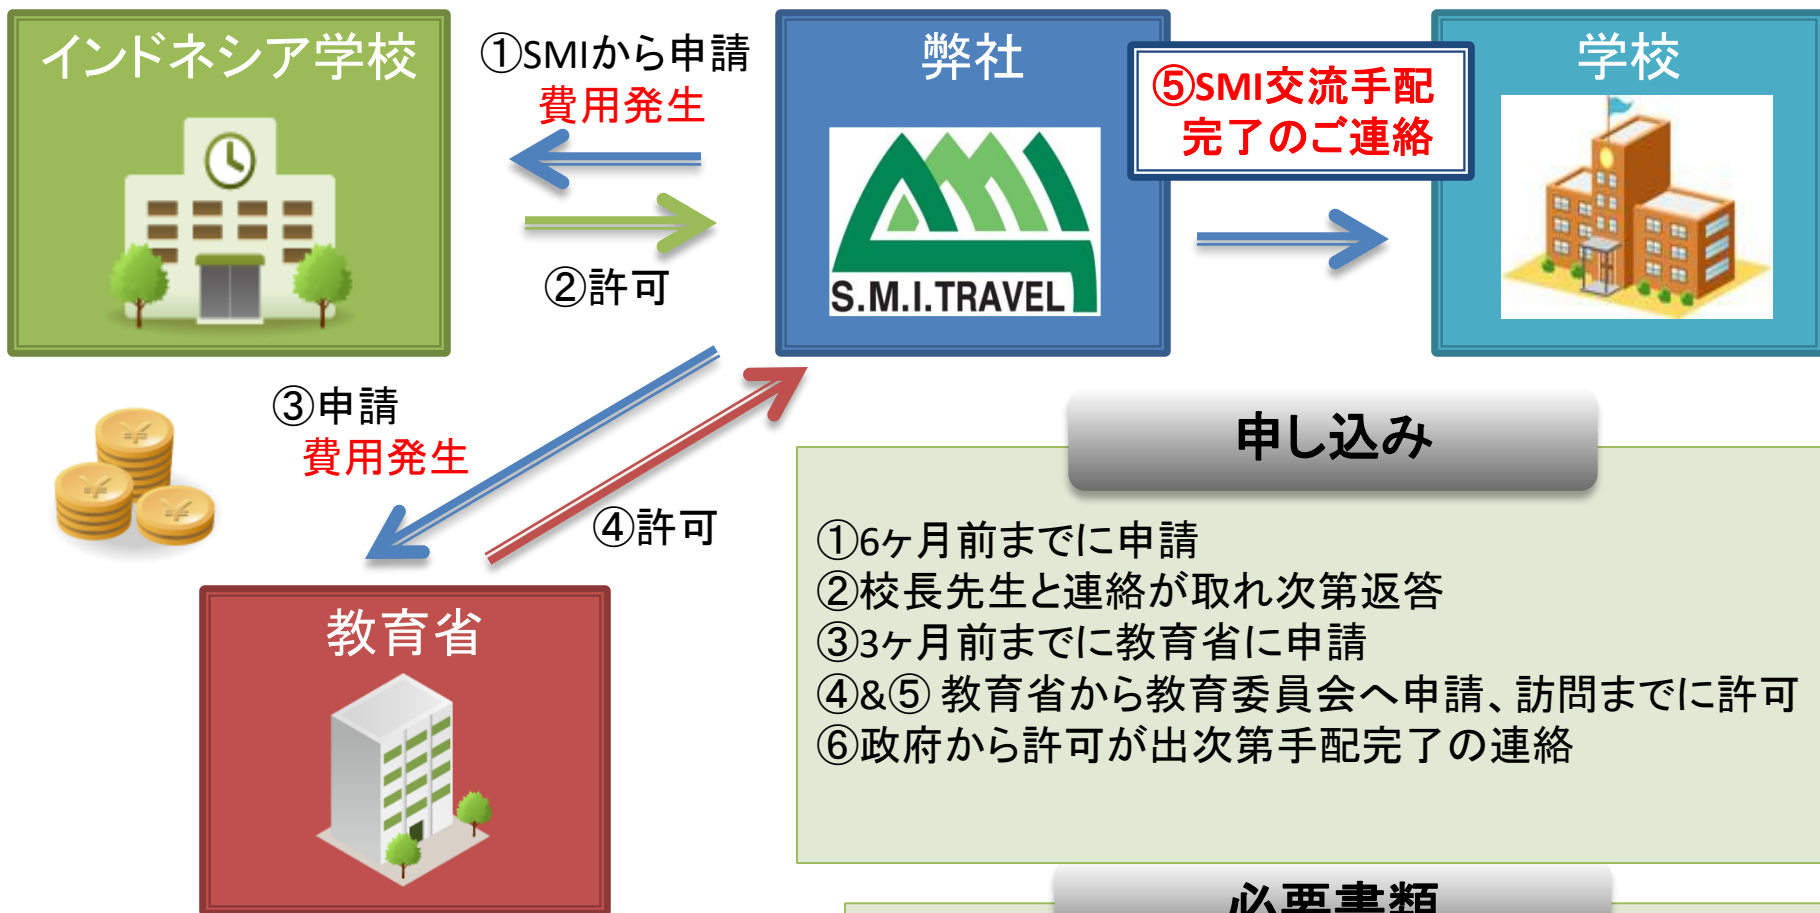 インドネシア学校
①SMIから申請
費用発生
②許可
弊社
S.M.I.TRAVEL
⑤SMI交流手配
完了のご連絡
学校
③申請
費用発生
④許可
教育省
申し込み
①6ヶ月前までに申請
②校長先生と連絡が取れ次第返答
③3ヶ月前までに教育省に申請
④&⑤ 教育省から教育委員会へ申請、訪問までに許可
⑥政府から許可が出次第手配完了の連絡
必要書類